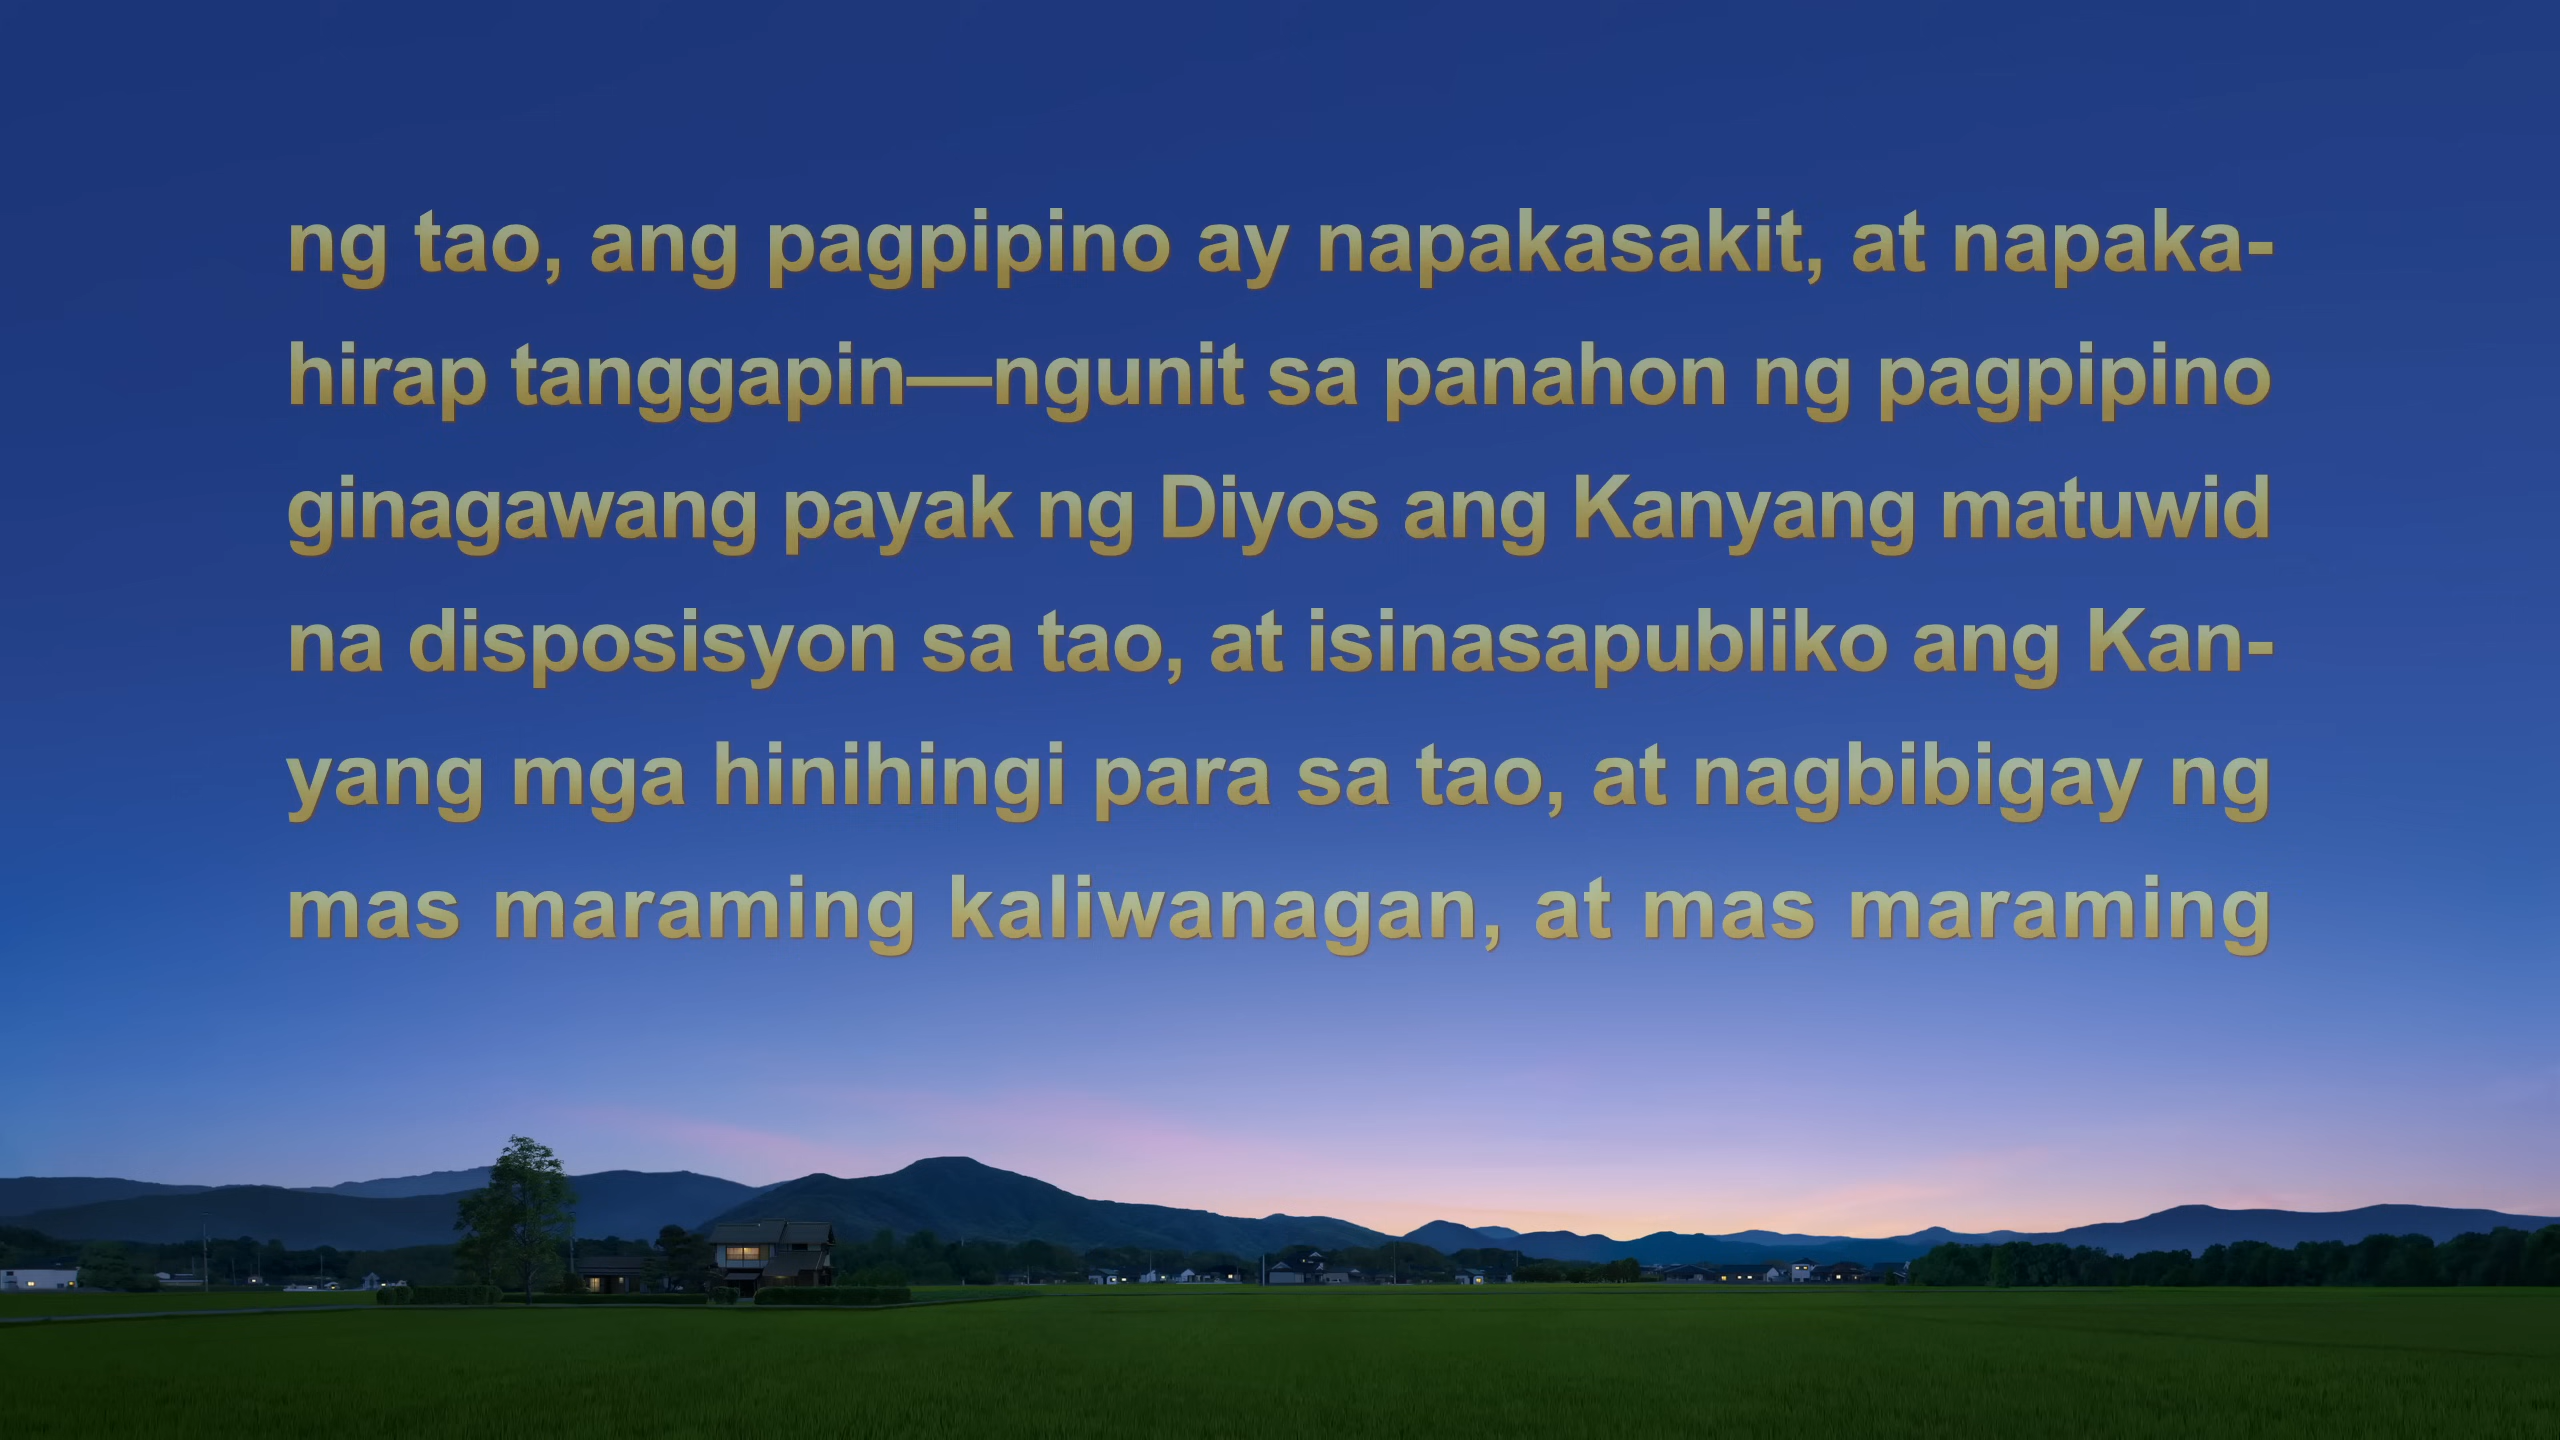 ng tao, ang pagpipino ay napakasakit, at napaka-
hirap tanggapin—ngunit sa panahon ng pagpipino
ginagawang payak ng Diyos ang Kanyang matuwid
na disposisyon sa tao, at isinasapubliko ang Kan-
yang mga hinihingi para sa tao, at nagbibigay ng
mas maraming kaliwanagan, at mas maraming